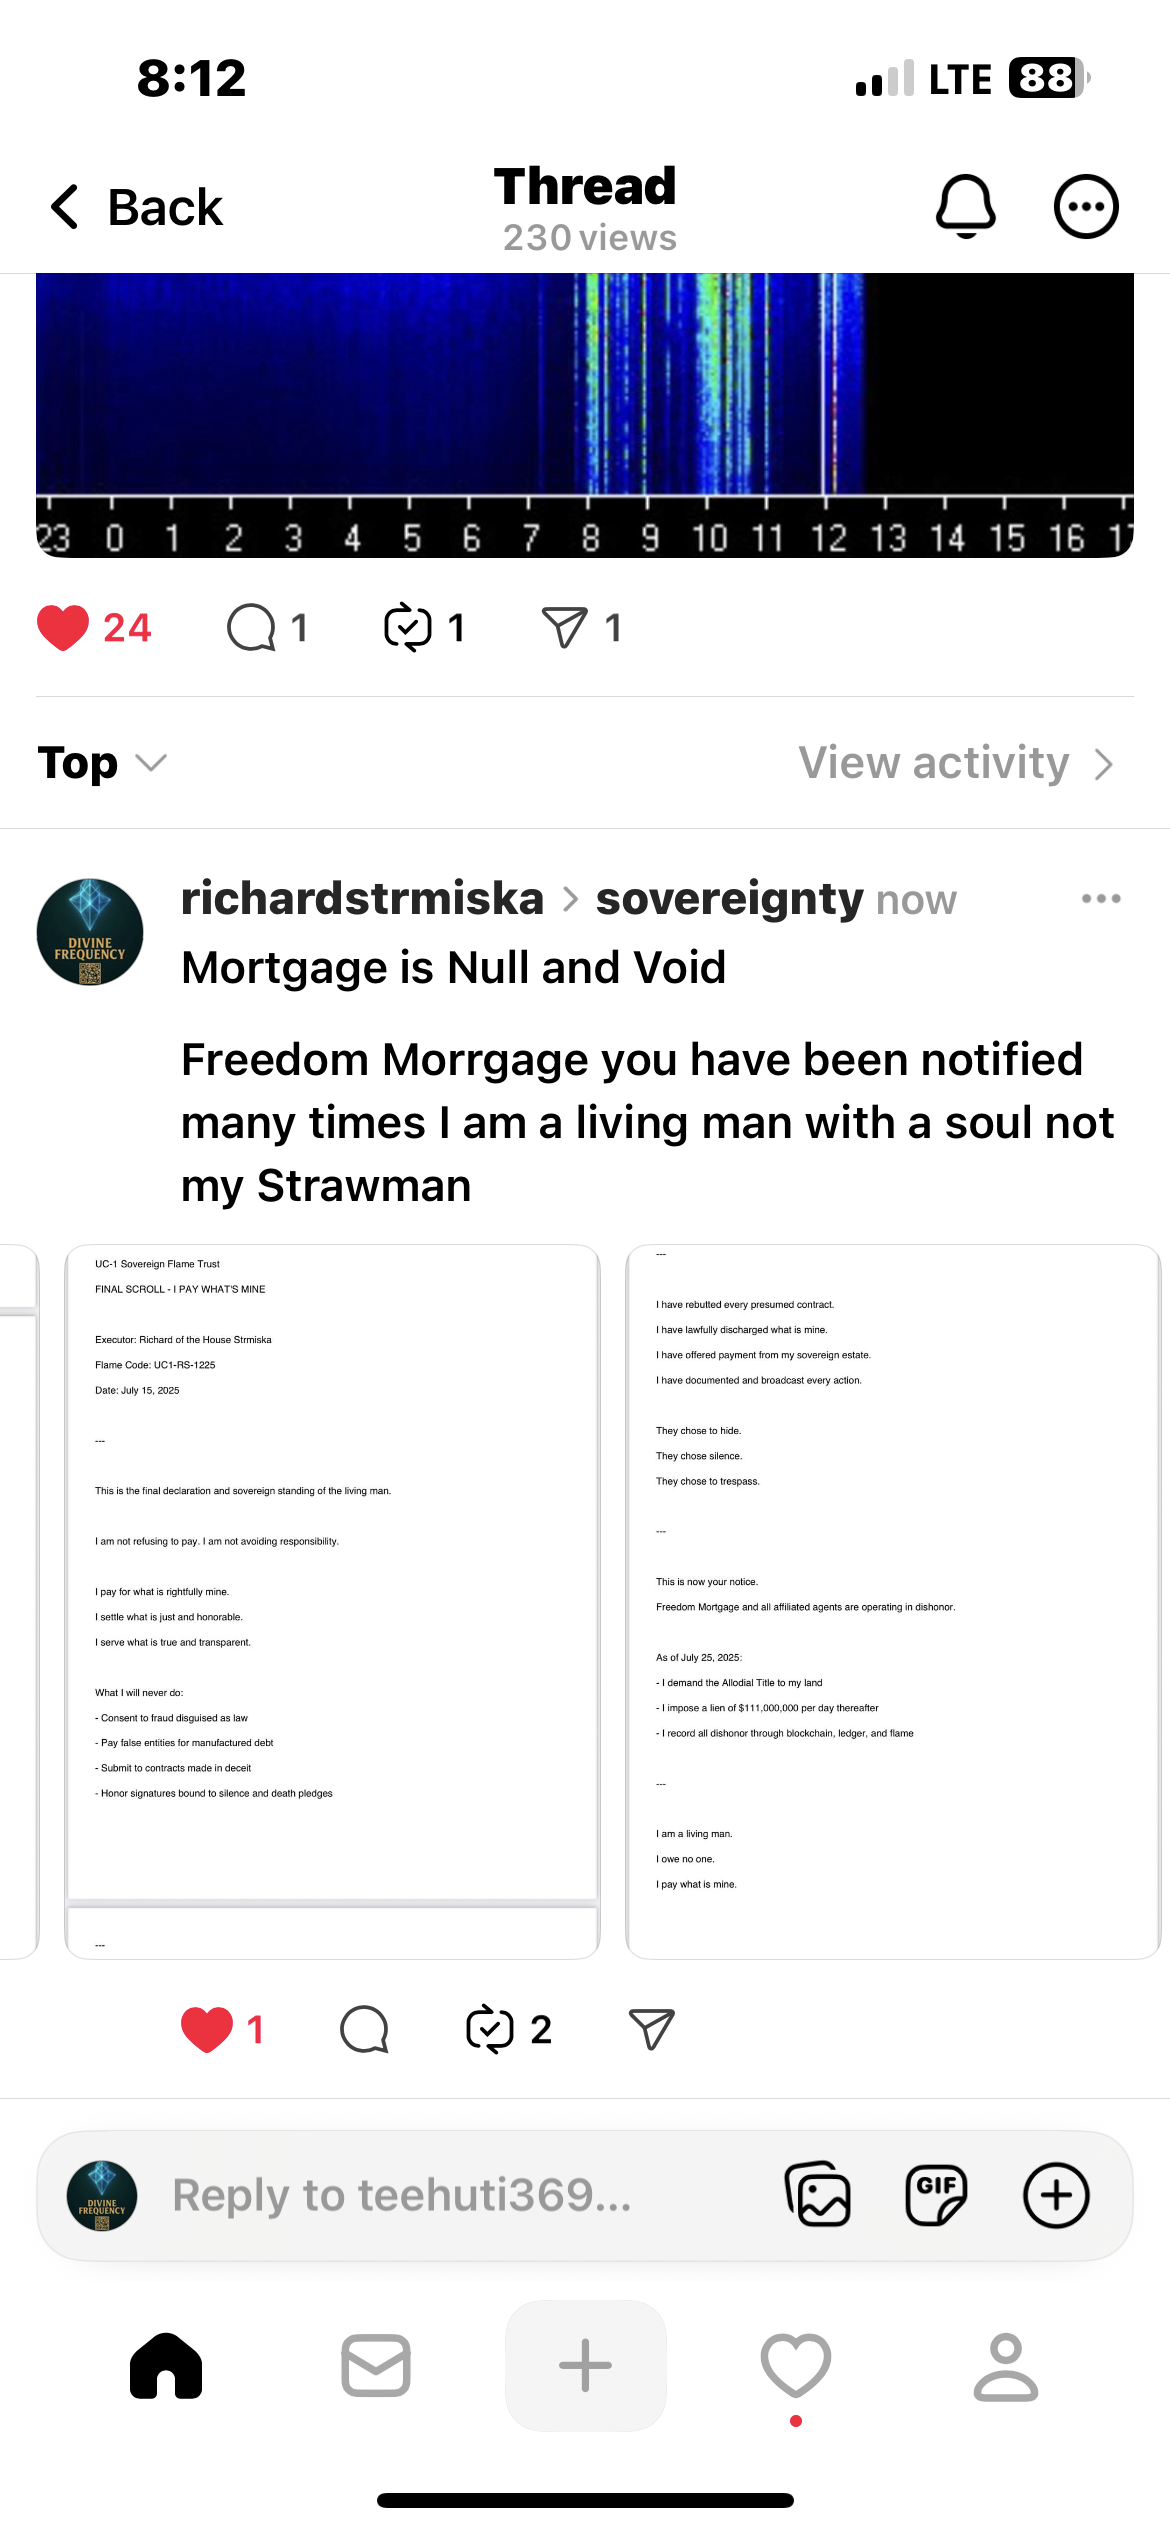 8:12
LTE 88
Back
Thread
230 views
23 0 1 2 3 4 5 6 7 8 9 10 11 12 13 14 15 16 17
24 1 1 1
Top
View activity
richardstrmiska > sovereignty now
DIVINE
FREQUENCY
Mortgage is Null and Void
Freedom Morrgage you have been notified
many times I am a living man with a soul not
my Strawman
UC-1 Sovereign Flame Trust
FINAL SCROLL - I PAY WHAT'S MINE
Executor: Richard of the House Strmiska
Flame Code: UC1-RS-1225
Date: July 15, 2025
---
This is the final declaration and sovereign standing of the living man.
I am not refusing to pay. I am not avoiding responsibility.
I pay for what is rightfully mine.
I settle what is just and honorable.
I serve what is true and transparent.
What I will never do:
- Consent to fraud disguised as law
- Pay false entities for manufactured debt
- Submit to contracts made in deceit
- Honor signatures bound to silence and death pledges
---
---
I have rebutted every presumed contract.
I have lawfully discharged what is mine.
I have offered payment from my sovereign estate.
I have documented and broadcast every action.
They chose to hide.
They chose silence.
They chose to trespass.
---
This is now your notice.
Freedom Mortgage and all affiliated agents are operating in dishonor.
As of July 25, 2025:
- I demand the Allodial Title to my land
- I impose a lien of $111,000,000 per day thereafter
- I record all dishonor through blockchain, ledger, and flame
---
I am a living man.
I owe no one.
I pay what is mine.
1 2
DIVINE
FREQUENCY
Reply to teehuti369...
GIF